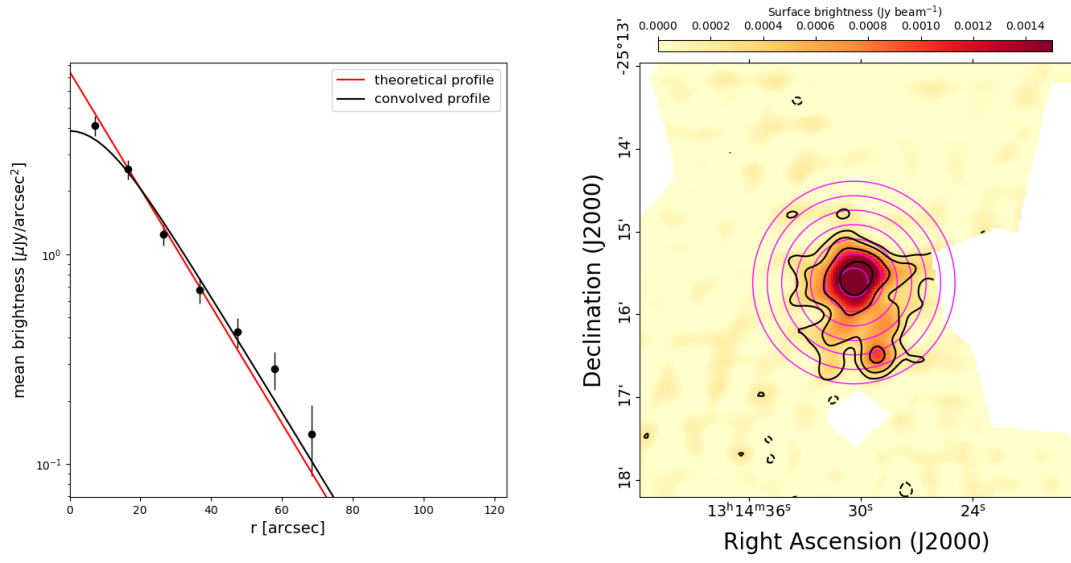 theoretical profile
convolved profile
mean brightness [μJy/arcsec²]
10⁰
10⁻¹
0
20
40
60
80
100
120
r [arcsec]
Surface brightness (Jy beam⁻¹)
0.0000 0.0002 0.0004 0.0006 0.0008 0.0010 0.0012 0.0014
-25°13'
14'
15'
16'
17'
18'
Declination (J2000)
13ʰ14ᵐ36ˢ 30ˢ 24ˢ
Right Ascension (J2000)